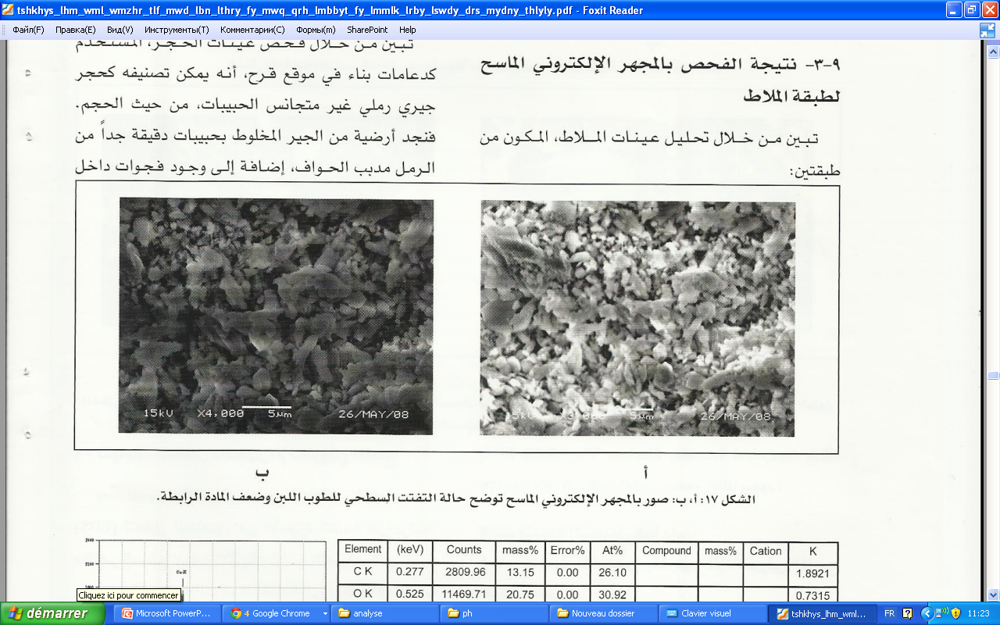 tshkhys_lhm_wml_wmzhr_tlf_mwd_lbn_lthry_fy_mwq_qrh_lmbbyt_fy_lmmlk_lrby_lswdy_drs_mydny_thlyly.pdf - Foxit Reader
Файл(F) Правка(E) Вид(V) Инструменты(T) Комментарии(C) Формы(m) SharePoint Help
٩-٣- نتيجة الفحص بالمجهر الإلكتروني الماسح
لطبقة الملاط
تبين من خلال تحليل عينات الملاط، المكون من
طبقتين:
تبين من خلال فحص عينات الحجر، المستخدم
كدعامات بناء في موقع قرح، أنه يمكن تصنيفه كحجر
جيري رملي غير متجانس الحبيبات، من حيث الحجم.
فنجد أرضية من الجير المخلوط بحبيبات دقيقة جداً من
الرمل مدبب الحواف، إضافة إلى وجود فجوات داخل
15kV X4,000 5µm 26/MAY/08
15kV 5µm 26/MAY/08
أ
ب
الشكل ١٧: أ، ب: صور بالمجهر الإلكتروني الماسح توضح حالة التفتت السطحي للطوب اللبن وضعف المادة الرابطة.
Element (keV) Counts mass% Error% At% Compound mass% Cation K
C K 0.277 2809.96 13.15 0.00 26.10 1.8921
O K 0.525 11469.71 20.75 0.00 30.92 0.7315
Cliquez ici pour commencer
démarrer Microsoft PowerP... 4 Google Chrome analyse ph Nouveau dossier Clavier visuel tshkhys_lhm_wml... FR 11:23